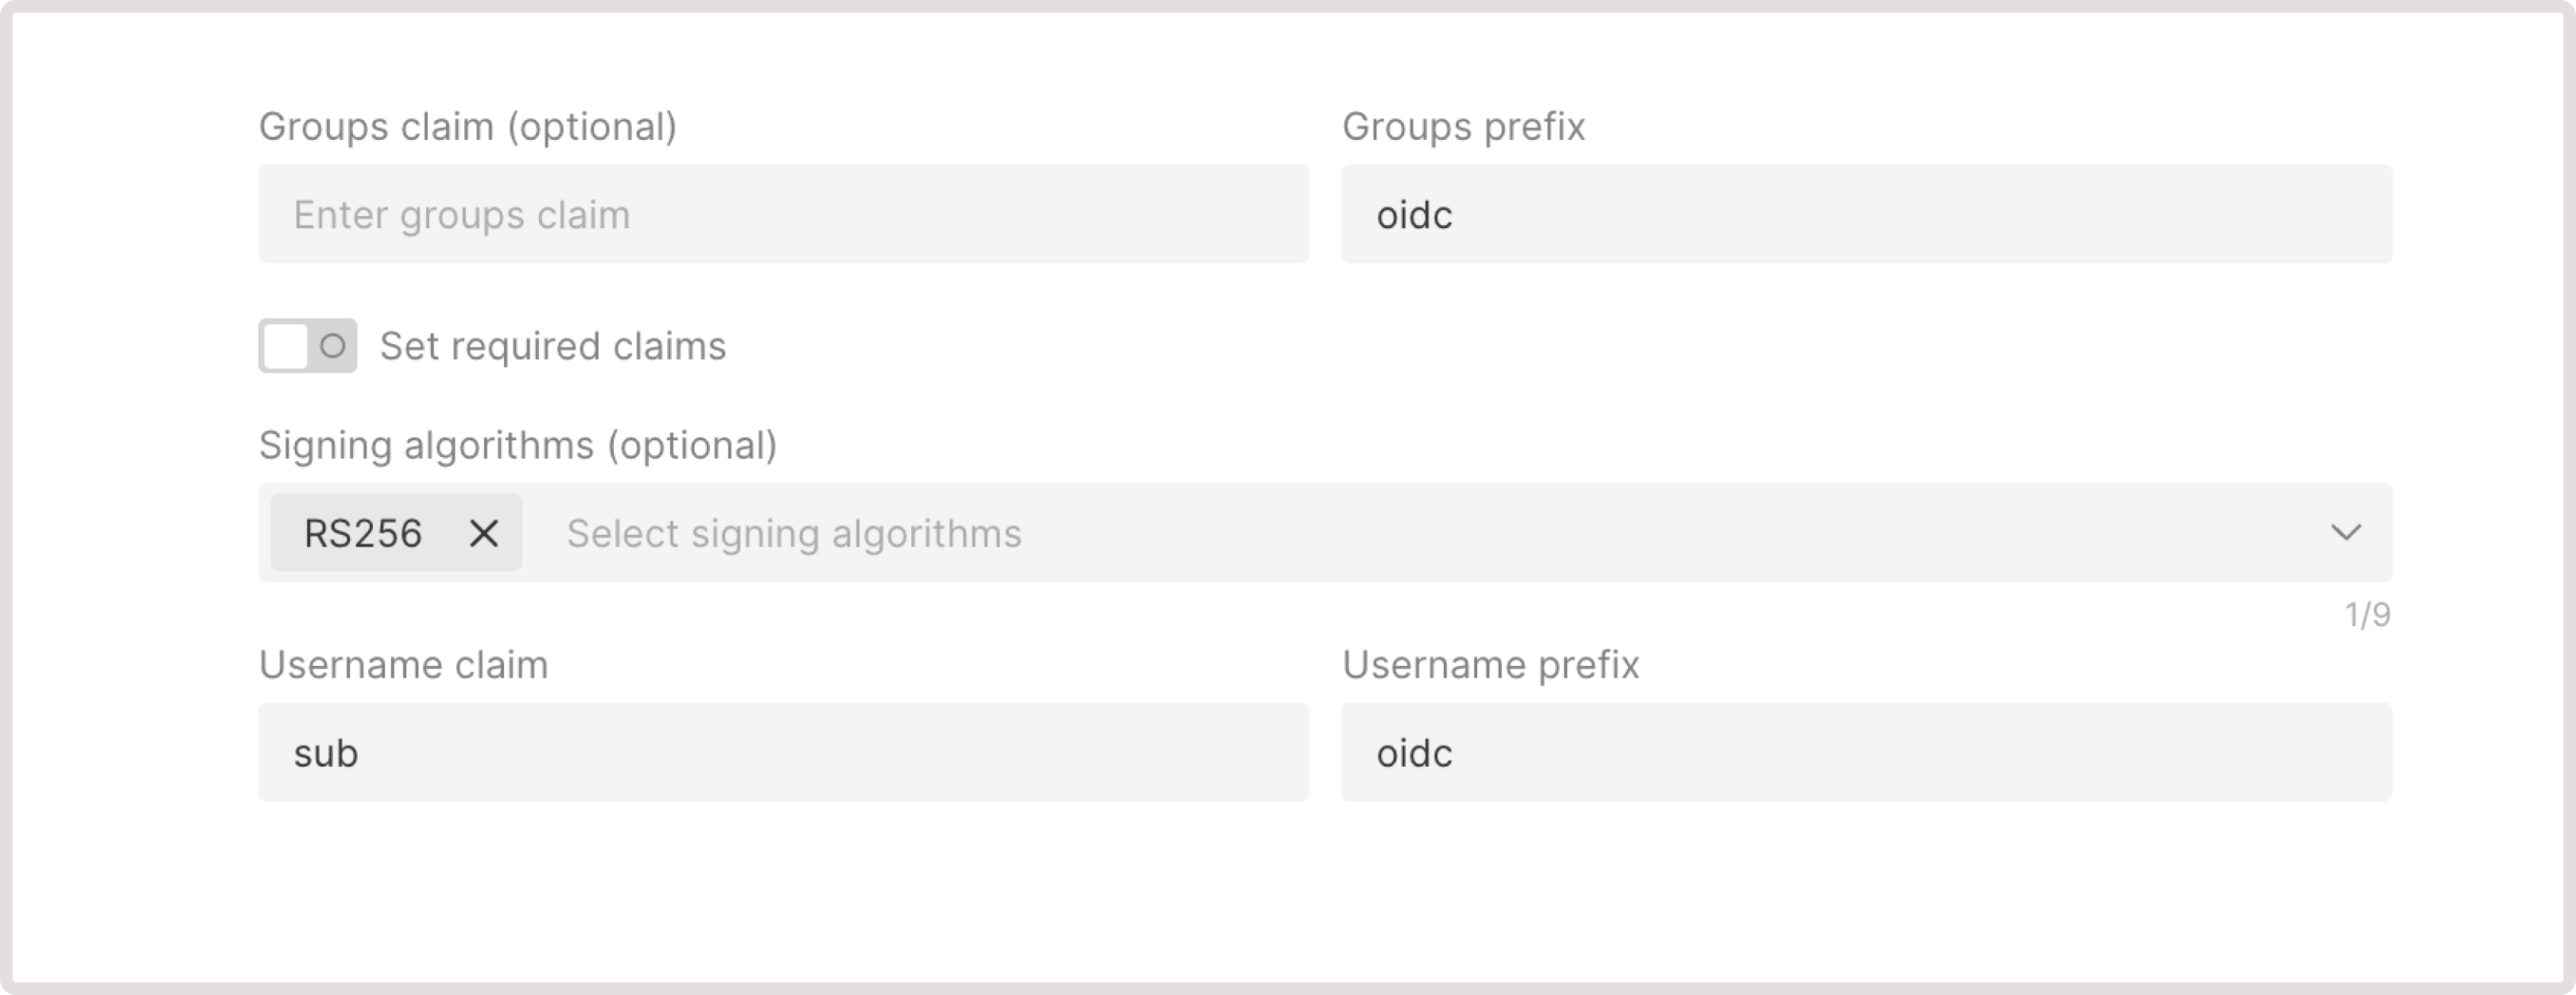 Groups claim (optional)
Groups prefix
Enter groups claim
oidc
Set required claims
Signing algorithms (optional)
RS256
Select signing algorithms
1/9
Username claim
Username prefix
sub
oidc